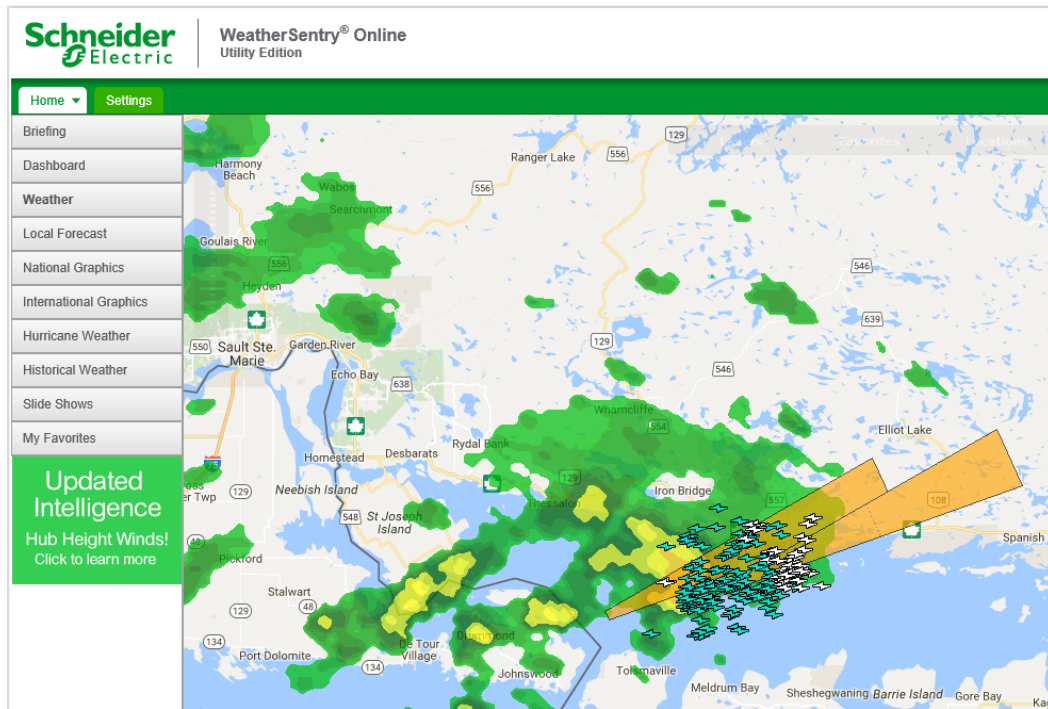 Schneider
Electric
WeatherSentry® Online
Utility Edition
Home
Settings
Briefing
Dashboard
Weather
Local Forecast
National Graphics
International Graphics
Hurricane Weather
Historical Weather
Slide Shows
My Favorites
Updated
Intelligence
Hub Height Winds!
Click to learn more
129
556
Ranger Lake
Favorites
Harmony
Beach
Wabos
556
Searchmont
Goulais River
556
546
Heyden
639
550
Sault Ste.
Marie
Garden River
129
Echo Bay
638
546
Wharncliffe
554
Elliot Lake
Rydal Bank
Homestead
Desbarats
75
129
Iron Bridge
Twp
129
Neebish Island
Thessalon
557
108
548
St Joseph
Island
48
Spanish
Pickford
Stalwart
48
129
134
Drummond
De Tour
Village
Port Dolomite
134
Johnswood
Tolsmaville
Meldrum Bay
Sheshegwaning
Barrie Island
Gore Bay